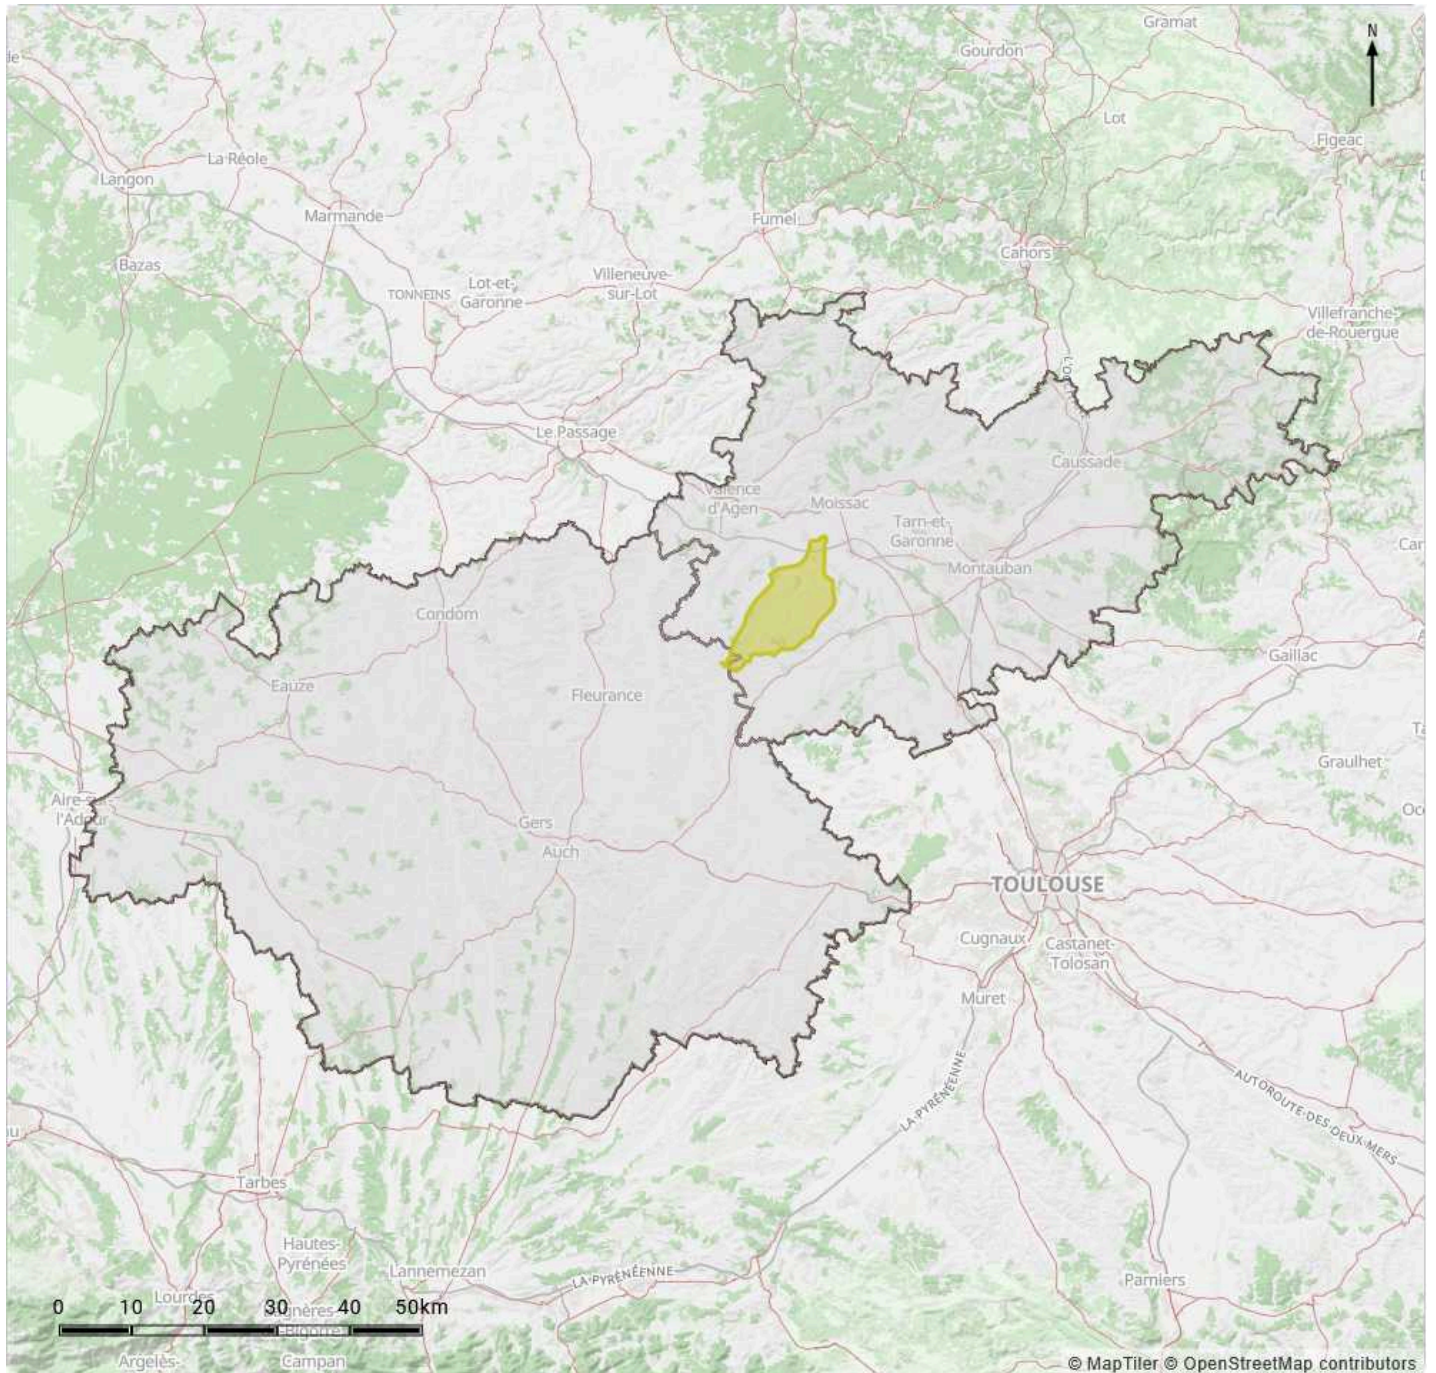 Gramat
N
Gourdon
Lot
Figeac
La Réole
Langon
Marmande
Fumel
Cahors
Bazas
TONNEINS
Lot-et-
Garonne
Villeneuve-
sur-Lot
Villefranche-
de-Rouergue
Le Passage
Caussade
Valence
d'Agen
Moissac
Tarn-et-
Garonne
Montauban
Condom
Gaillac
Eauze
Fleurance
Graulhet
Aire-sur-
l'Adour
Gers
Auch
TOULOUSE
Cugnaux
Castanet-
Tolosan
Muret
LA PYRÉNÉENNE
AUTOROUTE-DES-DEUX-MERS
Tarbes
Hautes-
Pyrénées
Lannemezan
LA PYRÉNÉENNE
Pamiers
Lourdes
0 10 20 30 40 50km
Bagnères-
-Bigorre
Argelès-
Campan
© MapTiler © OpenStreetMap contributors